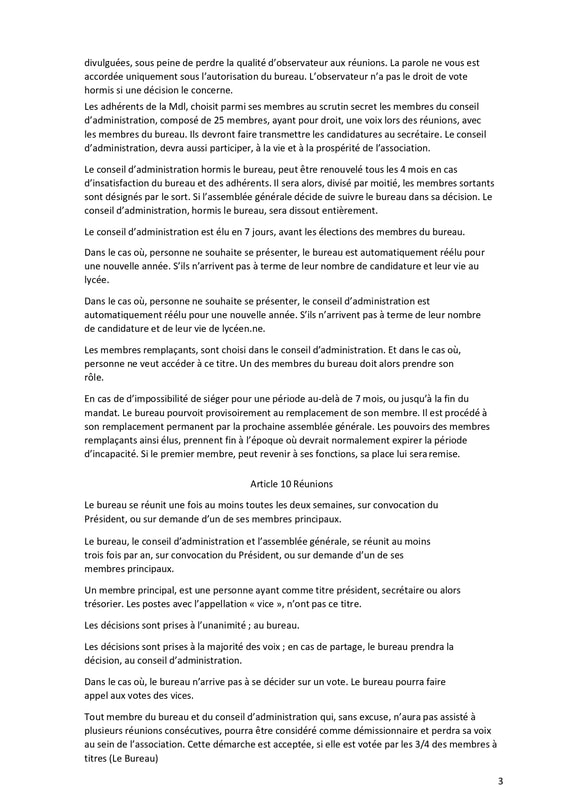 divulguées, sous peine de perdre la qualité d’observateur aux réunions. La parole ne vous est
accordée uniquement sous l’autorisation du bureau. L’observateur n’a pas le droit de vote
hormis si une décision le concerne.
Les adhérents de la Mdl, choisit parmi ses membres au scrutin secret les membres du conseil
d’administration, composé de 25 membres, ayant pour droit, une voix lors des réunions, avec
les membres du bureau. Ils devront faire transmettre les candidatures au secrétaire. Le conseil
d’administration, devra aussi participer, à la vie et à la prospérité de l’association.
Le conseil d’administration hormis le bureau, peut être renouvelé tous les 4 mois en cas
d’insatisfaction du bureau et des adhérents. Il sera alors, divisé par moitié, les membres sortants
sont désignés par le sort. Si l’assemblée générale décide de suivre le bureau dans sa décision. Le
conseil d’administration, hormis le bureau, sera dissout entièrement.
Le conseil d’administration est élu en 7 jours, avant les élections des membres du bureau.
Dans le cas où, personne ne souhaite se présenter, le bureau est automatiquement réélu pour
une nouvelle année. S’ils n’arrivent pas à terme de leur nombre de candidature et leur vie au
lycée.
Dans le cas où, personne ne souhaite se présenter, le conseil d’administration est
automatiquement réélu pour une nouvelle année. S’ils n’arrivent pas à terme de leur nombre
de candidature et de leur vie de lycéen.ne.
Les membres remplaçants, sont choisi dans le conseil d’administration. Et dans le cas où,
personne ne veut accéder à ce titre. Un des membres du bureau doit alors prendre son
rôle.
En cas de d’impossibilité de siéger pour une période au-delà de 7 mois, ou jusqu’à la fin du
mandat. Le bureau pourvoit provisoirement au remplacement de son membre. Il est procédé à
son remplacement permanent par la prochaine assemblée générale. Les pouvoirs des membres
remplaçants ainsi élus, prennent fin à l’époque où devrait normalement expirer la période
d’incapacité. Si le premier membre, peut revenir à ses fonctions, sa place lui sera remise.
Article 10 Réunions
Le bureau se réunit une fois au moins toutes les deux semaines, sur convocation du
Président, ou sur demande d’un de ses membres principaux.
Le bureau, le conseil d’administration et l’assemblée générale, se réunit au moins
trois fois par an, sur convocation du Président, ou sur demande d’un de ses
membres principaux.
Un membre principal, est une personne ayant comme titre président, secrétaire ou alors
trésorier. Les postes avec l’appellation « vice », n’ont pas ce titre.
Les décisions sont prises à l’unanimité ; au bureau.
Les décisions sont prises à la majorité des voix ; en cas de partage, le bureau prendra la
décision, au conseil d’administration.
Dans le cas où, le bureau n’arrive pas à se décider sur un vote. Le bureau pourra faire
appel aux votes des vices.
Tout membre du bureau et du conseil d’administration qui, sans excuse, n’aura pas assisté à
plusieurs réunions consécutives, pourra être considéré comme démissionnaire et perdra sa voix
au sein de l’association. Cette démarche est acceptée, si elle est votée par les 3/4 des membres à
titres (Le Bureau)
3